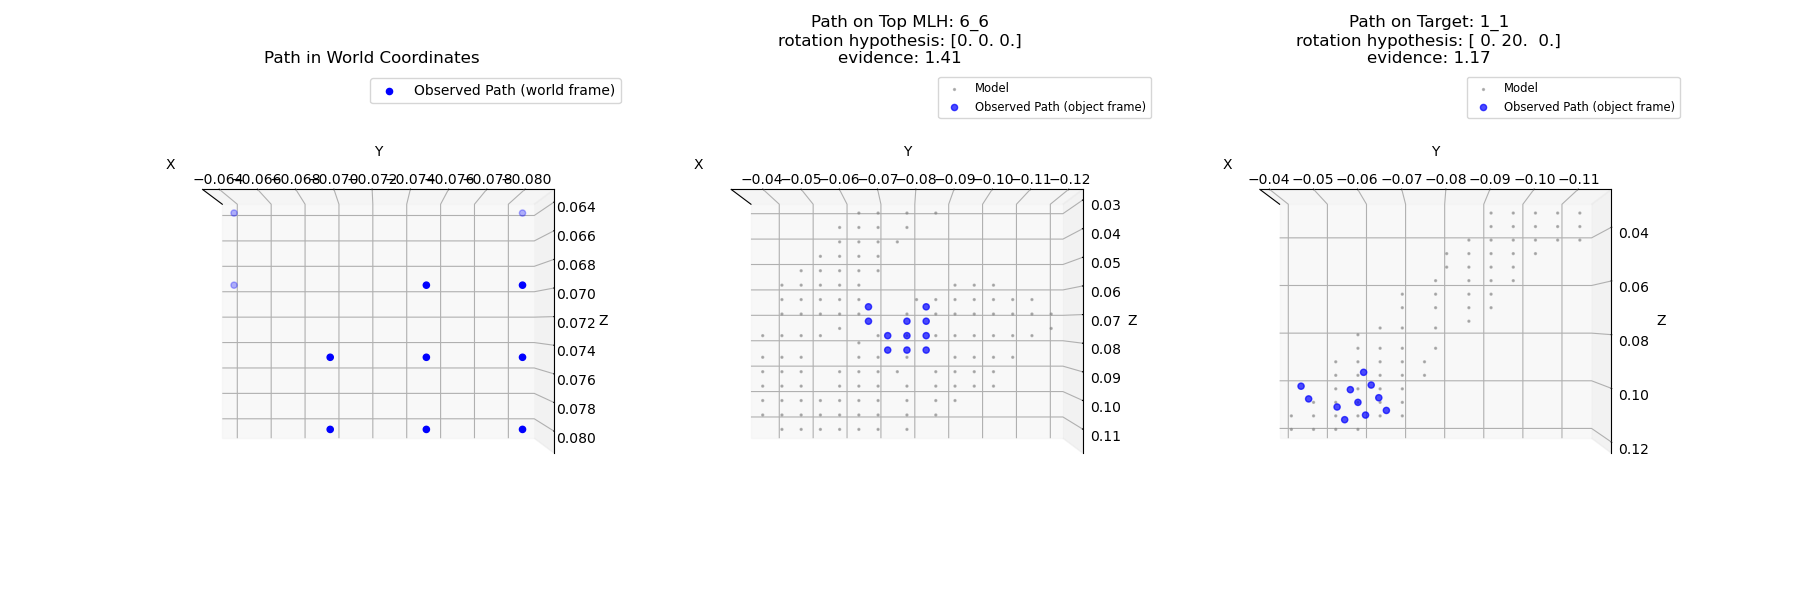 Path in World Coordinates
Observed Path (world frame)
X
Y
−0.064 −0.066 −0.068 −0.070 −0.072 −0.074 −0.076 −0.078 −0.080
0.064
0.066
0.068
0.070
0.072
Z
0.074
0.076
0.078
0.080
Path on Top MLH: 6_6
rotation hypothesis: [0. 0. 0.]
evidence: 1.41
Model
Observed Path (object frame)
X
Y
−0.04 −0.05 −0.06 −0.07 −0.08 −0.09 −0.10 −0.11 −0.12
0.03
0.04
0.05
0.06
0.07
Z
0.08
0.09
0.10
0.11
Path on Target: 1_1
rotation hypothesis: [ 0. 20.  0.]
evidence: 1.17
Model
Observed Path (object frame)
X
Y
−0.04 −0.05 −0.06 −0.07 −0.08 −0.09 −0.10 −0.11
0.04
0.06
Z
0.08
0.10
0.12